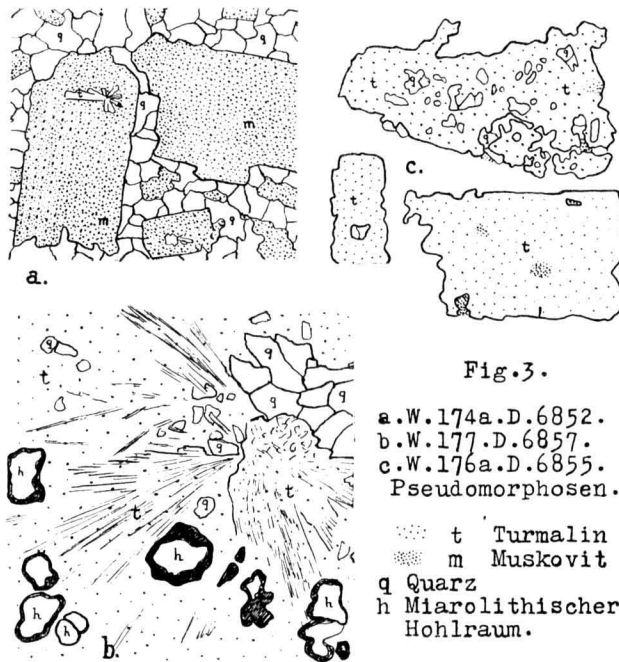 q
t
q
m
m
q
a.
t
q
q
t
c.
t
t
q
t
q
q
q
q
t
t
h
q
h
h
h
h
h
b.
Fig.3.
a.W.174a.D.6852.
b.W.177.D.6857.
c.W.176a.D.6855.
Pseudomorphosen.
t Turmalin
m Muskovit
q Quarz
h Miarolithischer
Hohlraum.